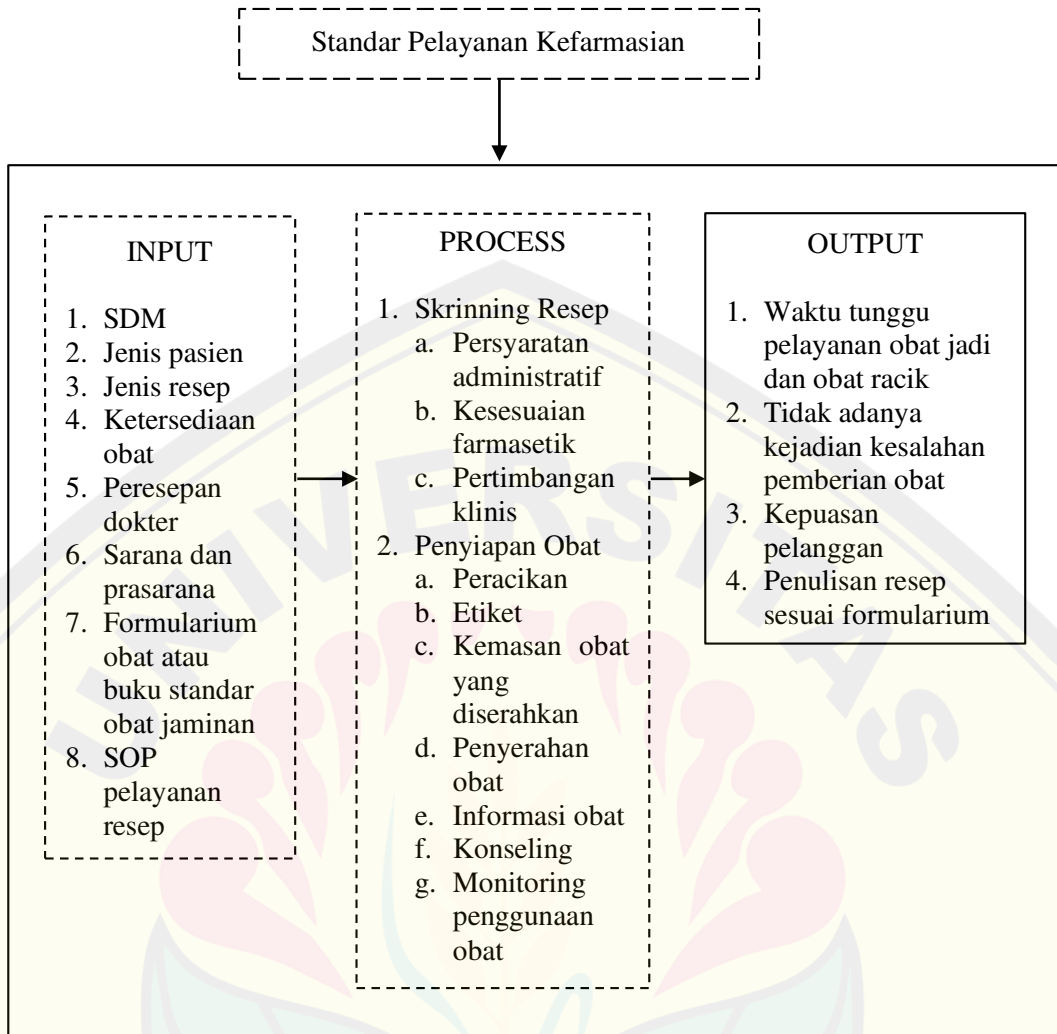 Standar Pelayanan Kefarmasian
INPUT
1. SDM
2. Jenis pasien
3. Jenis resep
4. Ketersediaan
obat
5. Peresepan
dokter
6. Sarana dan
prasarana
7. Formularium
obat atau
buku standar
obat jaminan
8. SOP
pelayanan
resep
PROCESS
1. Skrinning Resep
a. Persyaratan
administratif
b. Kesesuaian
farmasetik
c. Pertimbangan
klinis
2. Penyiapan Obat
a. Peracikan
b. Etiket
c. Kemasan obat
yang
diserahkan
d. Penyerahan
obat
e. Informasi obat
f. Konseling
g. Monitoring
penggunaan
obat
OUTPUT
1. Waktu tunggu
pelayanan obat jadi
dan obat racik
2. Tidak adanya
kejadian kesalahan
pemberian obat
3. Kepuasan
pelanggan
4. Penulisan resep
sesuai formularium
UNIVERSITAS